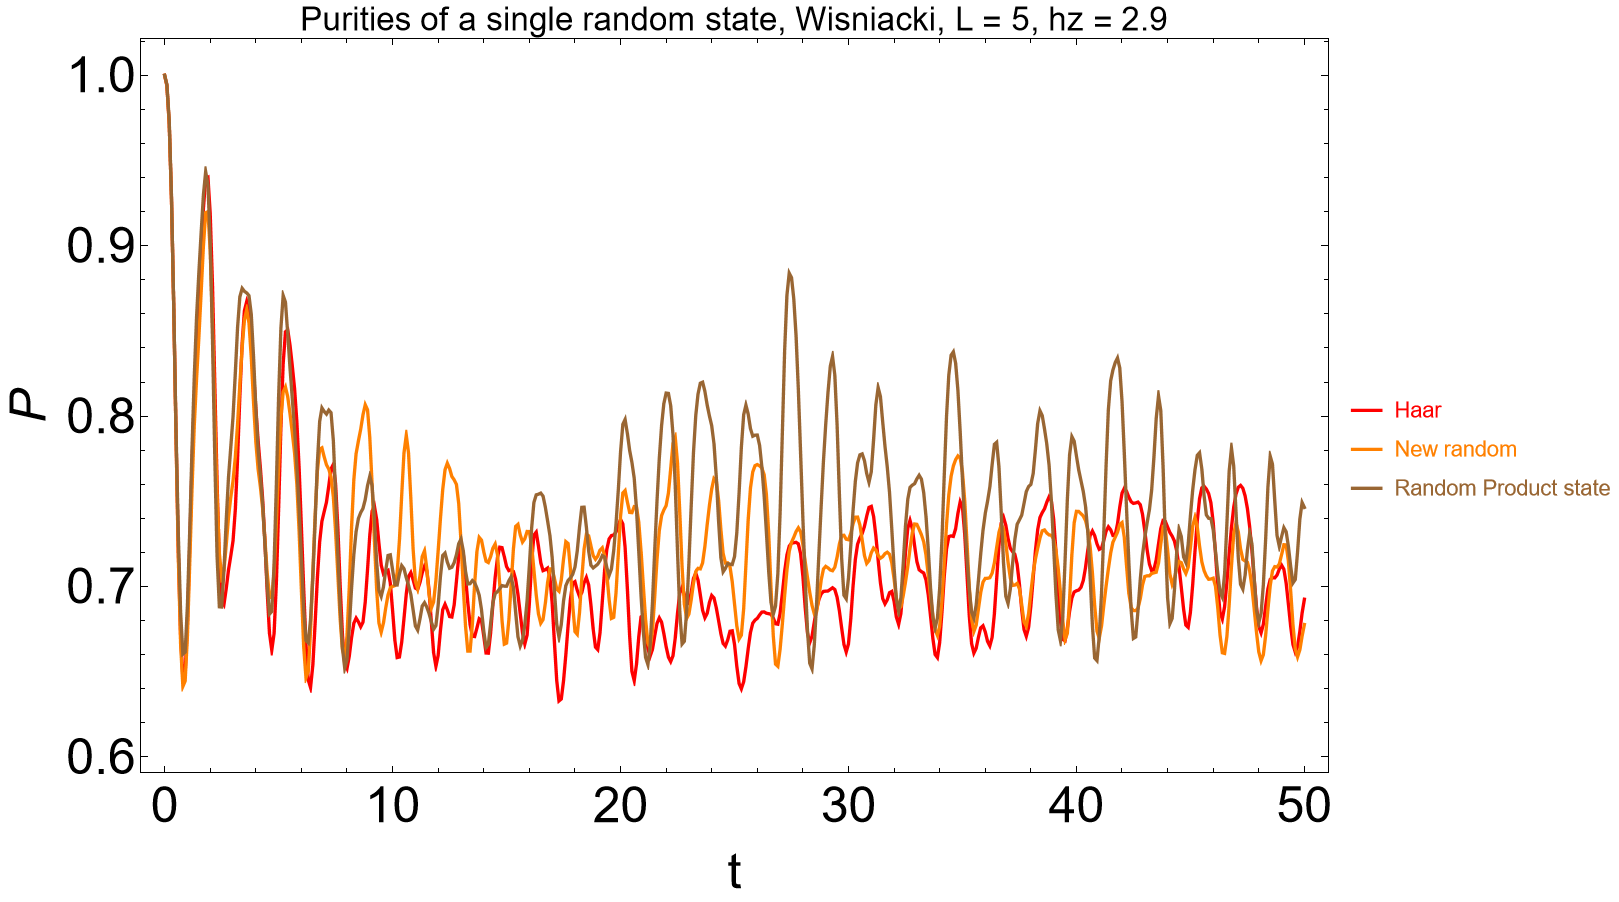 Purities of a single random state, Wisniacki, L = 5, hz = 2.9
1.0
0.9
0.8
0.7
0.6
P
0 10 20 30 40 50
t
Haar
New random
Random Product state